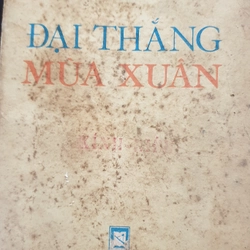 ĐẠI THẮNG
MÙA XUÂN